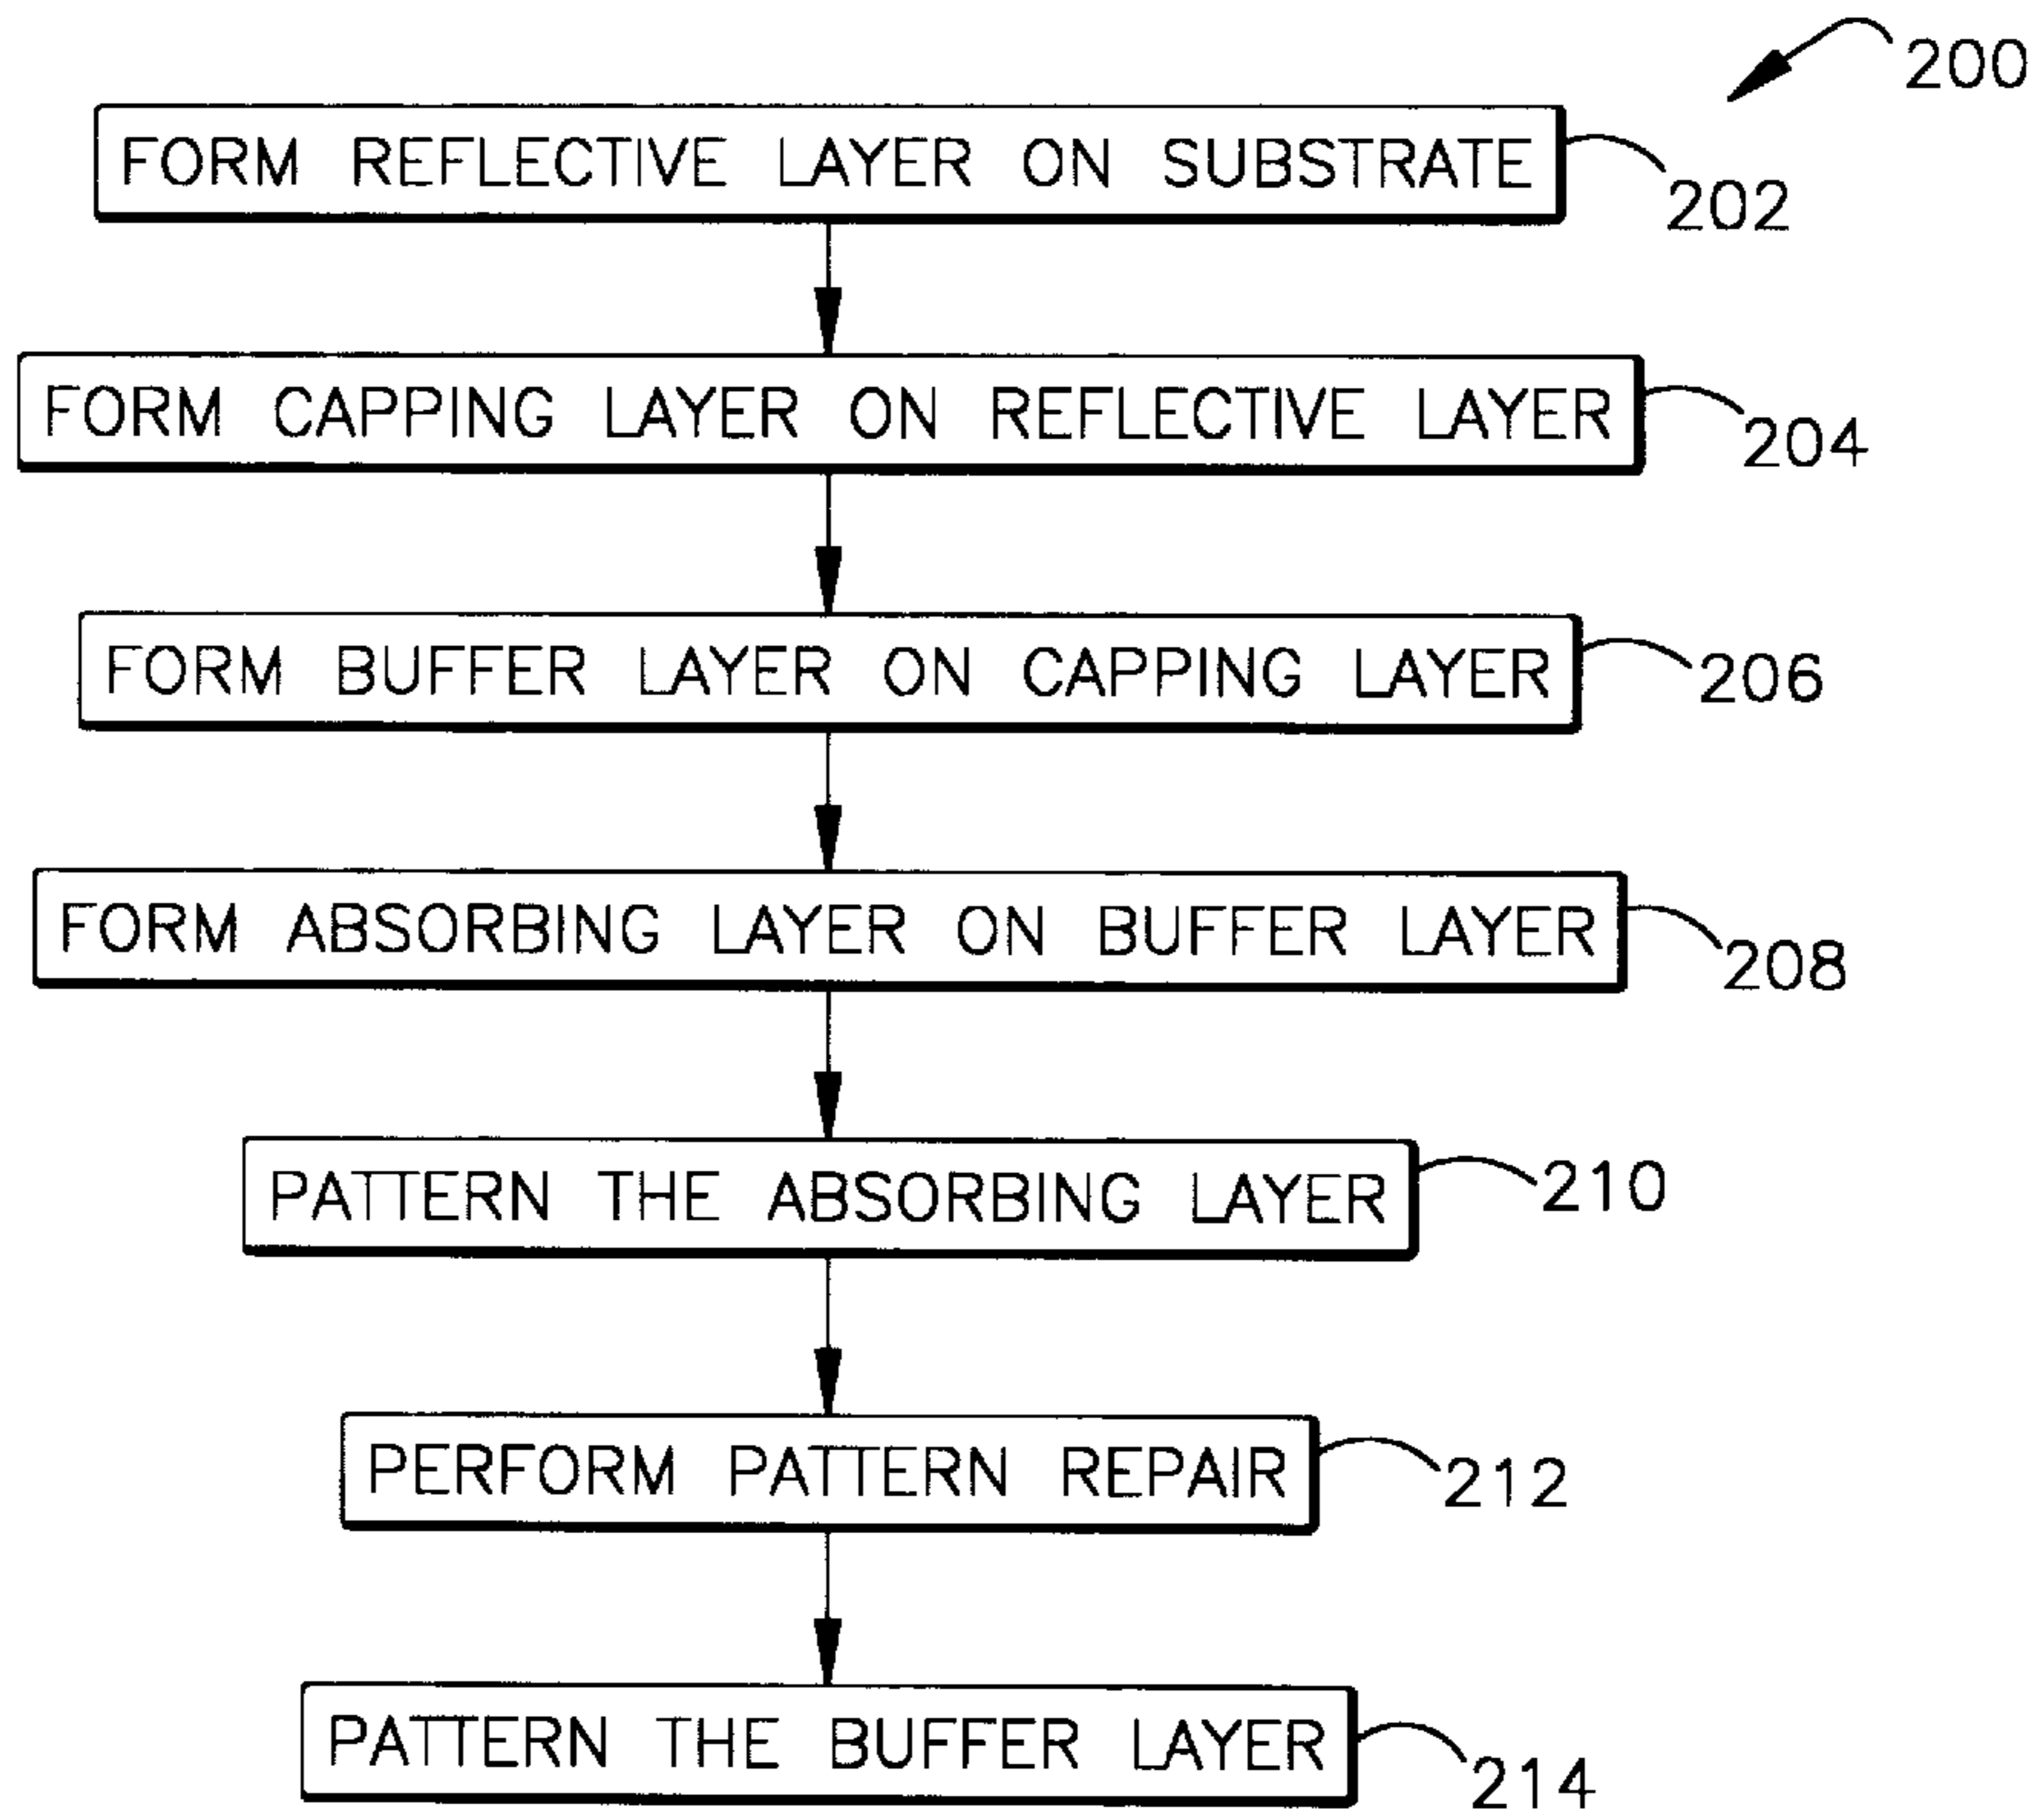 200
FORM REFLECTIVE LAYER ON SUBSTRATE
202
FORM CAPPING LAYER ON REFLECTIVE LAYER
204
FORM BUFFER LAYER ON CAPPING LAYER
206
FORM ABSORBING LAYER ON BUFFER LAYER
208
PATTERN THE ABSORBING LAYER
210
PERFORM PATTERN REPAIR
212
PATTERN THE BUFFER LAYER
214